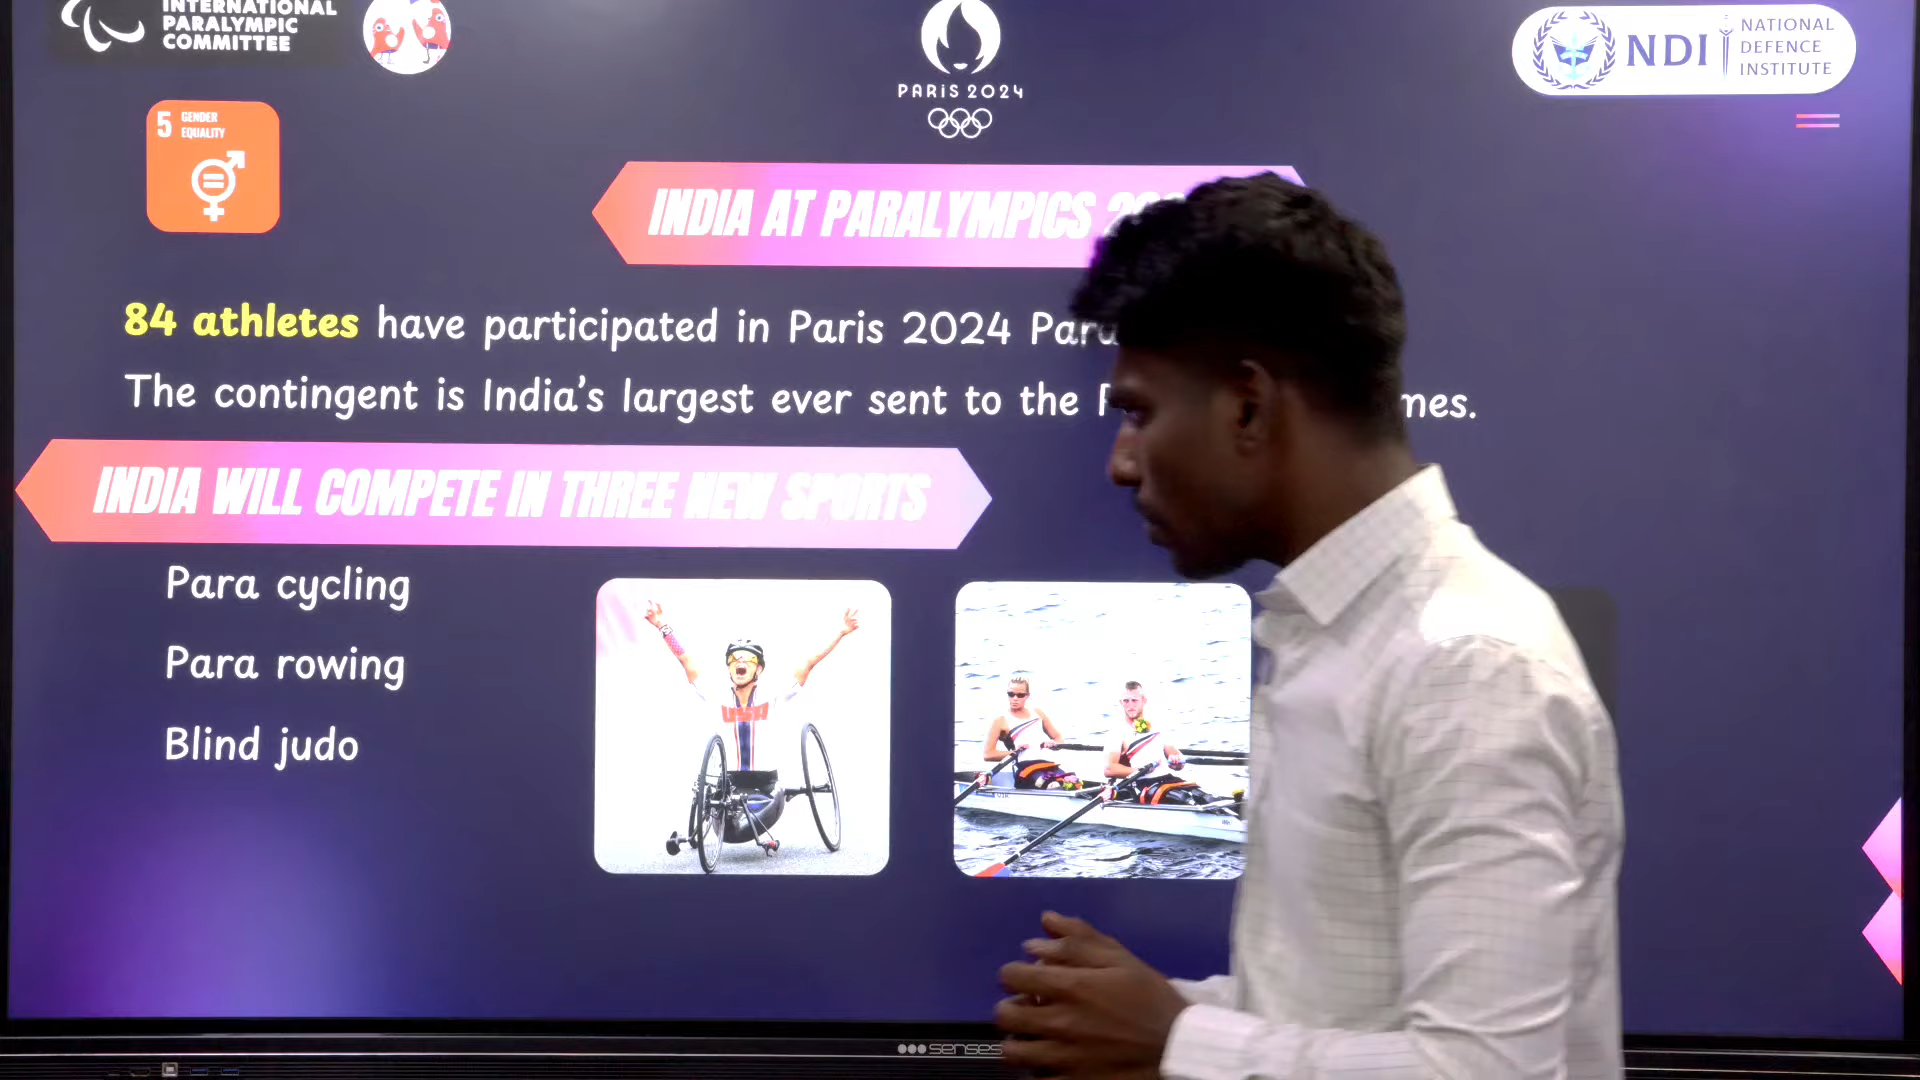 INTERNATIONAL
PARALYMPIC
COMMITTEE
PARIS 2024
NDI
NATIONAL
DEFENCE
INSTITUTE
5 GENDER
EQUALITY
INDIA AT PARALYMPICS
84 athletes have participated in Paris 2024 Para
The contingent is India's largest ever sent to the P mes.
INDIA WILL COMPETE IN THREE NEW SPORTS
Para cycling
Para rowing
Blind judo
USA
senses